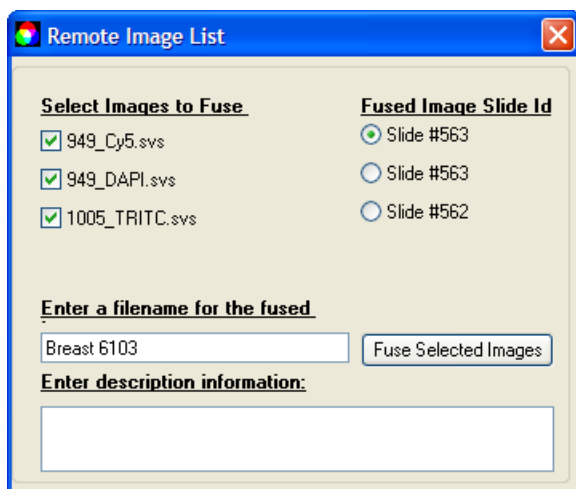 Remote Image List
Select Images to Fuse
Fused Image Slide Id
949_Cy5.svs
Slide #563
949_DAPI.svs
Slide #563
1005_TRITC.svs
Slide #562
Enter a filename for the fused
Breast 6103
Fuse Selected Images
Enter description information: